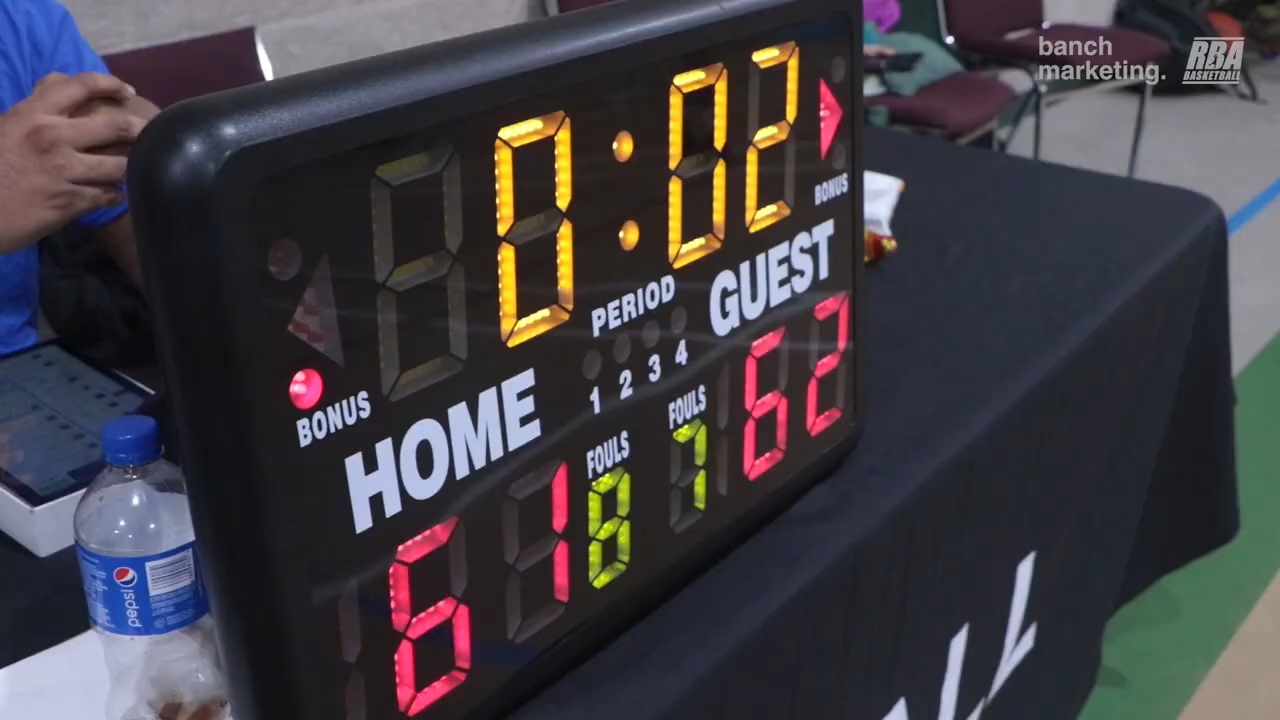 banch
marketing.
RBA
BASKETBALL
0:02
BONUS
PERIOD
GUEST
1 2 3 4
BONUS
HOME
FOULS
FOULS
61
8
7
62
pepsi
ALL